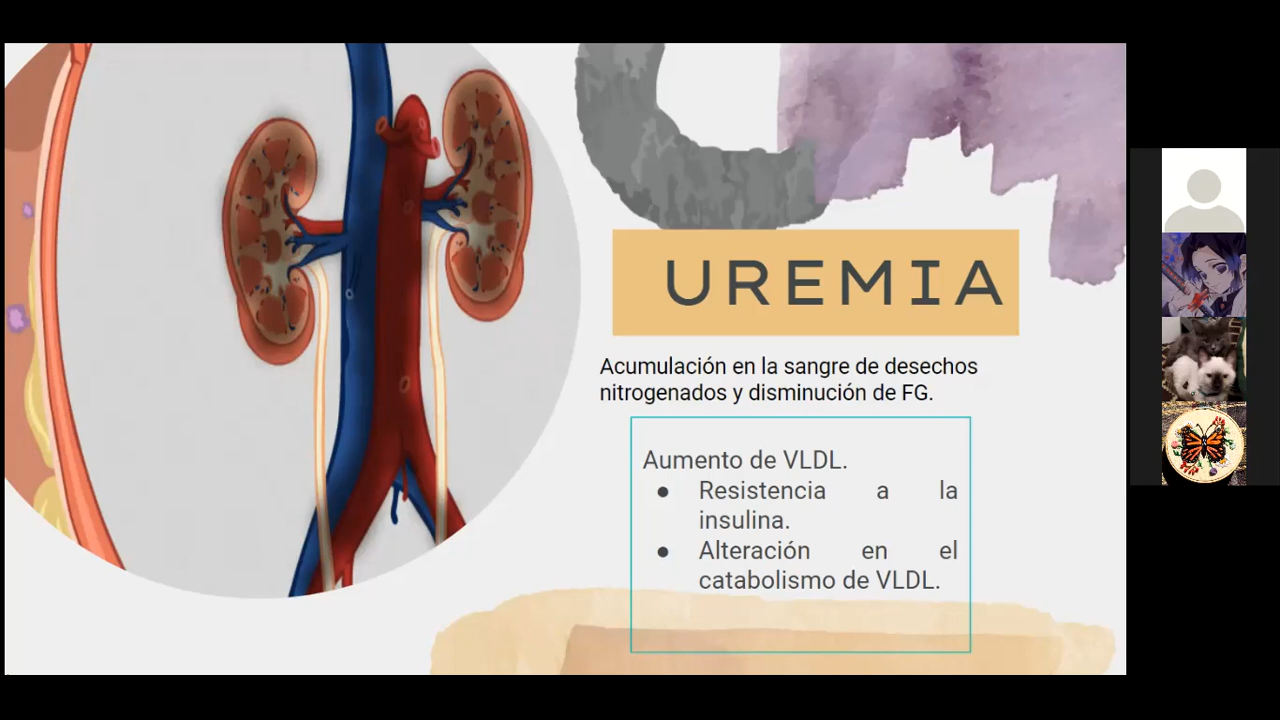 UREMIA
Acumulación en la sangre de desechos
nitrogenados y disminución de FG.
Aumento de VLDL.
● Resistencia a la
insulina.
● Alteración en el
catabolismo de VLDL.